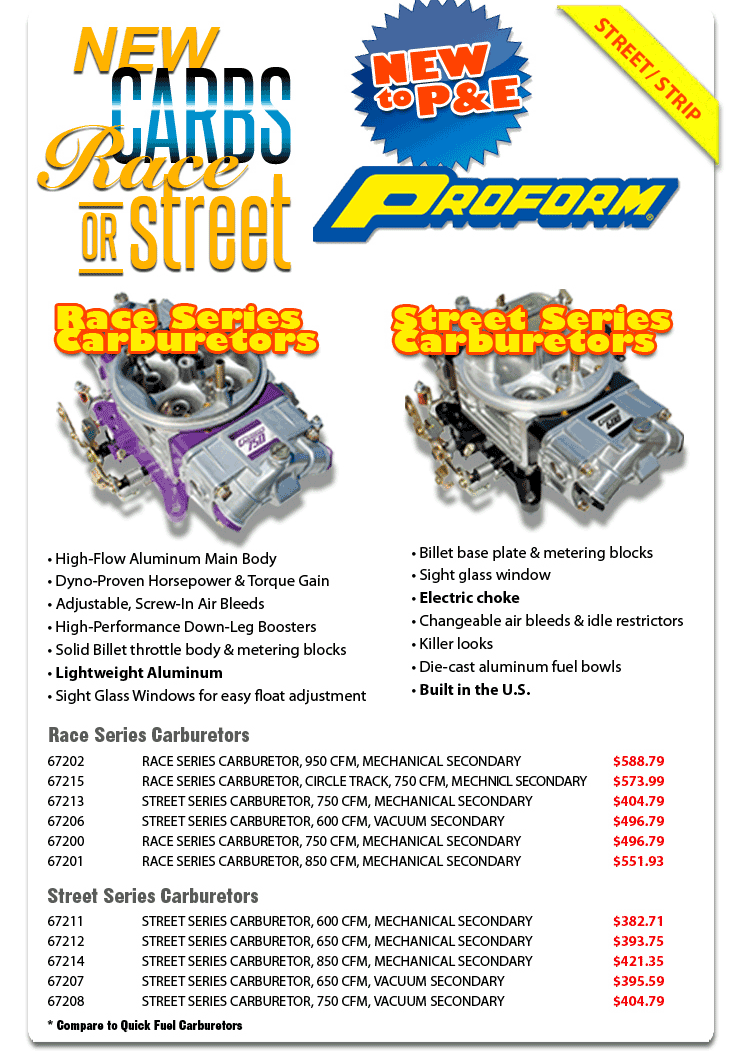 NEW
CARBS
Race
OR street
NEW
to P&E
STREET / STRIP
PROFORM®
Race Series
Carburetors
750
• High-Flow Aluminum Main Body
• Dyno-Proven Horsepower & Torque Gain
• Adjustable, Screw-In Air Bleeds
• High-Performance Down-Leg Boosters
• Solid Billet throttle body & metering blocks
• Lightweight Aluminum
• Sight Glass Windows for easy float adjustment
Street Series
Carburetors
• Billet base plate & metering blocks
• Sight glass window
• Electric choke
• Changeable air bleeds & idle restrictors
• Killer looks
• Die-cast aluminum fuel bowls
• Built in the U.S.
Race Series Carburetors
67202 RACE SERIES CARBURETOR, 950 CFM, MECHANICAL SECONDARY $588.79
67215 RACE SERIES CARBURETOR, CIRCLE TRACK, 750 CFM, MECHNICL SECONDARY $573.99
67213 STREET SERIES CARBURETOR, 750 CFM, MECHANICAL SECONDARY $404.79
67206 STREET SERIES CARBURETOR, 600 CFM, VACUUM SECONDARY $496.79
67200 RACE SERIES CARBURETOR, 750 CFM, MECHANICAL SECONDARY $496.79
67201 RACE SERIES CARBURETOR, 850 CFM, MECHANICAL SECONDARY $551.93
Street Series Carburetors
67211 STREET SERIES CARBURETOR, 600 CFM, MECHANICAL SECONDARY $382.71
67212 STREET SERIES CARBURETOR, 650 CFM, MECHANICAL SECONDARY $393.75
67214 STREET SERIES CARBURETOR, 850 CFM, MECHANICAL SECONDARY $421.35
67207 STREET SERIES CARBURETOR, 650 CFM, VACUUM SECONDARY $395.59
67208 STREET SERIES CARBURETOR, 750 CFM, VACUUM SECONDARY $404.79
* Compare to Quick Fuel Carburetors